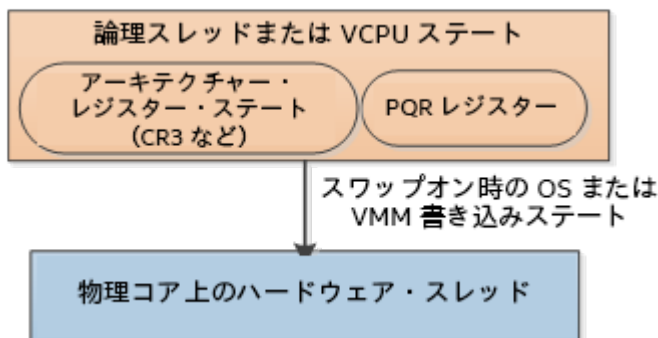 論理スレッドまたは VCPU ステート
アーキテクチャー・
レジスター・ステート
（CR3 など）
PQR レジスター
スワップオン時の OS または
VMM 書き込みステート
物理コア上のハードウェア・スレッド